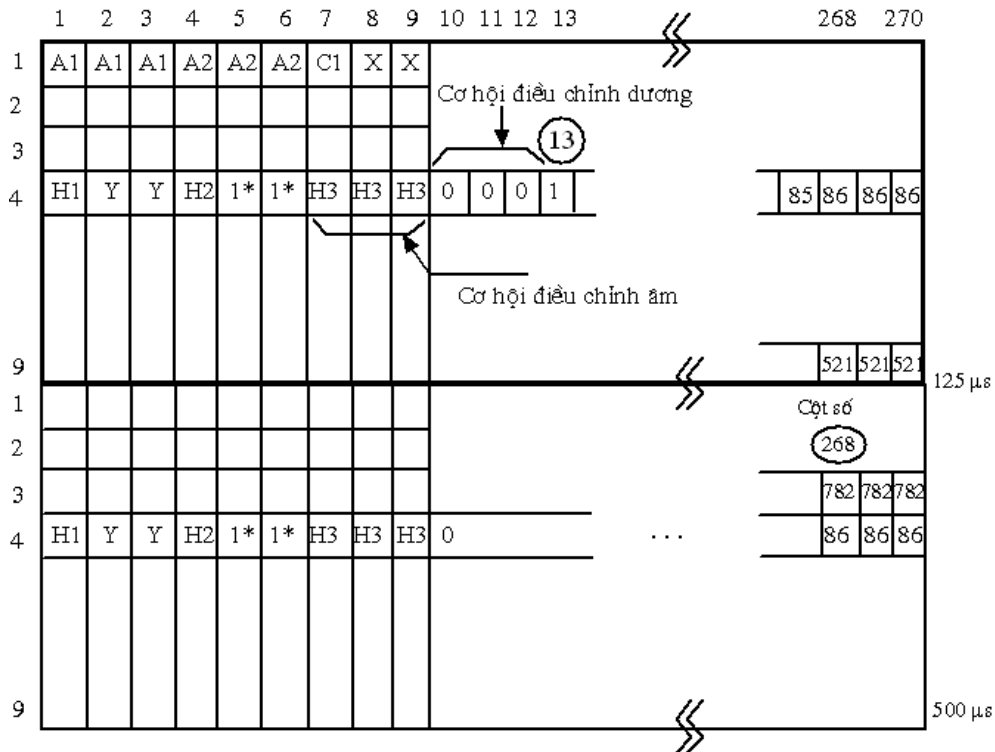 1 2 3 4 5 6 7 8 9 10 11 12 13 268 270
1 A1 A1 A1 A2 A2 A2 C1 X X
2 Cơ hội điều chỉnh dương
3 13
4 H1 Y Y H2 1* 1* H3 H3 H3 0 0 0 1 85 86 86 86
Cơ hội điều chỉnh âm
9 521 521 521
125 µs
1 Cột số
2 268
3 782 782 782
4 H1 Y Y H2 1* 1* H3 H3 H3 0 ... 86 86 86
9 500 µs